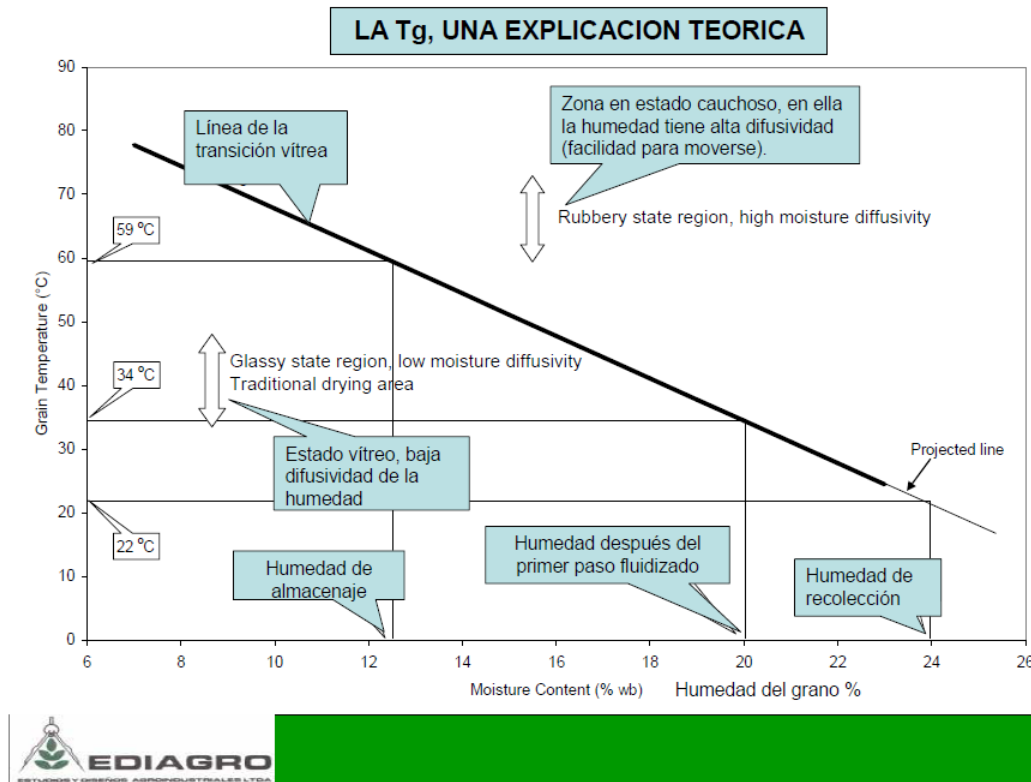 LA Tg, UNA EXPLICACION TEORICA
90
80
70
60
50
40
30
20
10
0
Grain Temperature (°C)
Línea de la
transición vítrea
Zona en estado cauchoso, en ella
la humedad tiene alta difusividad
(facilidad para moverse).
Rubbery state region, high moisture diffusivity
59 °C
Glassy state region, low moisture diffusivity
Traditional drying area
34 °C
Estado vítreo, baja
difusividad de la
humedad
Projected line
22 °C
Humedad de
almacenaje
Humedad después del
primer paso fluidizado
Humedad de
recolección
6 8 10 12 14 16 18 20 22 24 26
Moisture Content (% wb) Humedad del grano %
EDIAGRO
ESTUDIOS Y DISEÑOS AGROINDUSTRIALES LTDA